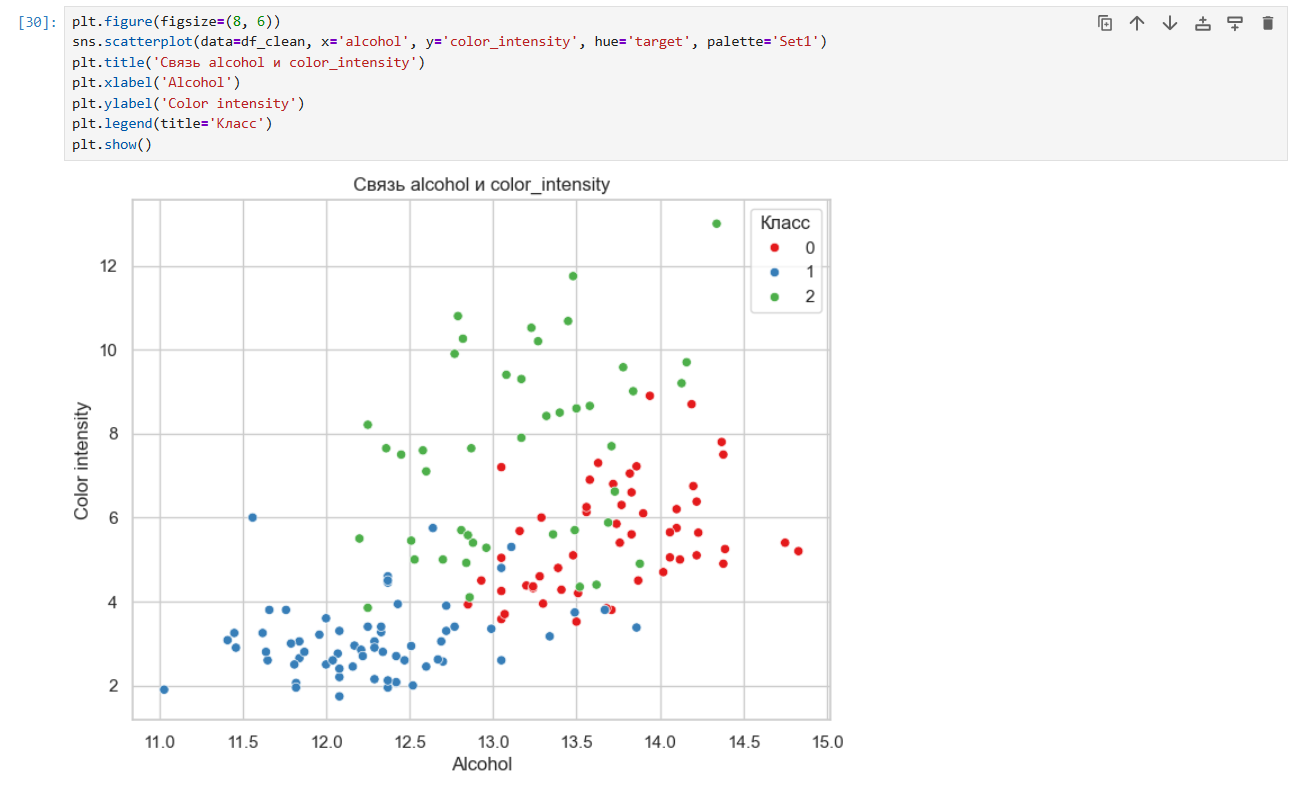 [30]:
plt.figure(figsize=(8, 6))
sns.scatterplot(data=df_clean, x='alcohol', y='color_intensity', hue='target', palette='Set1')
plt.title('Связь alcohol и color_intensity')
plt.xlabel('Alcohol')
plt.ylabel('Color intensity')
plt.legend(title='Класс')
plt.show()
Связь alcohol и color_intensity
Класс
0
1
2
Color intensity
12
10
8
6
4
2
11.0 11.5 12.0 12.5 13.0 13.5 14.0 14.5 15.0
Alcohol